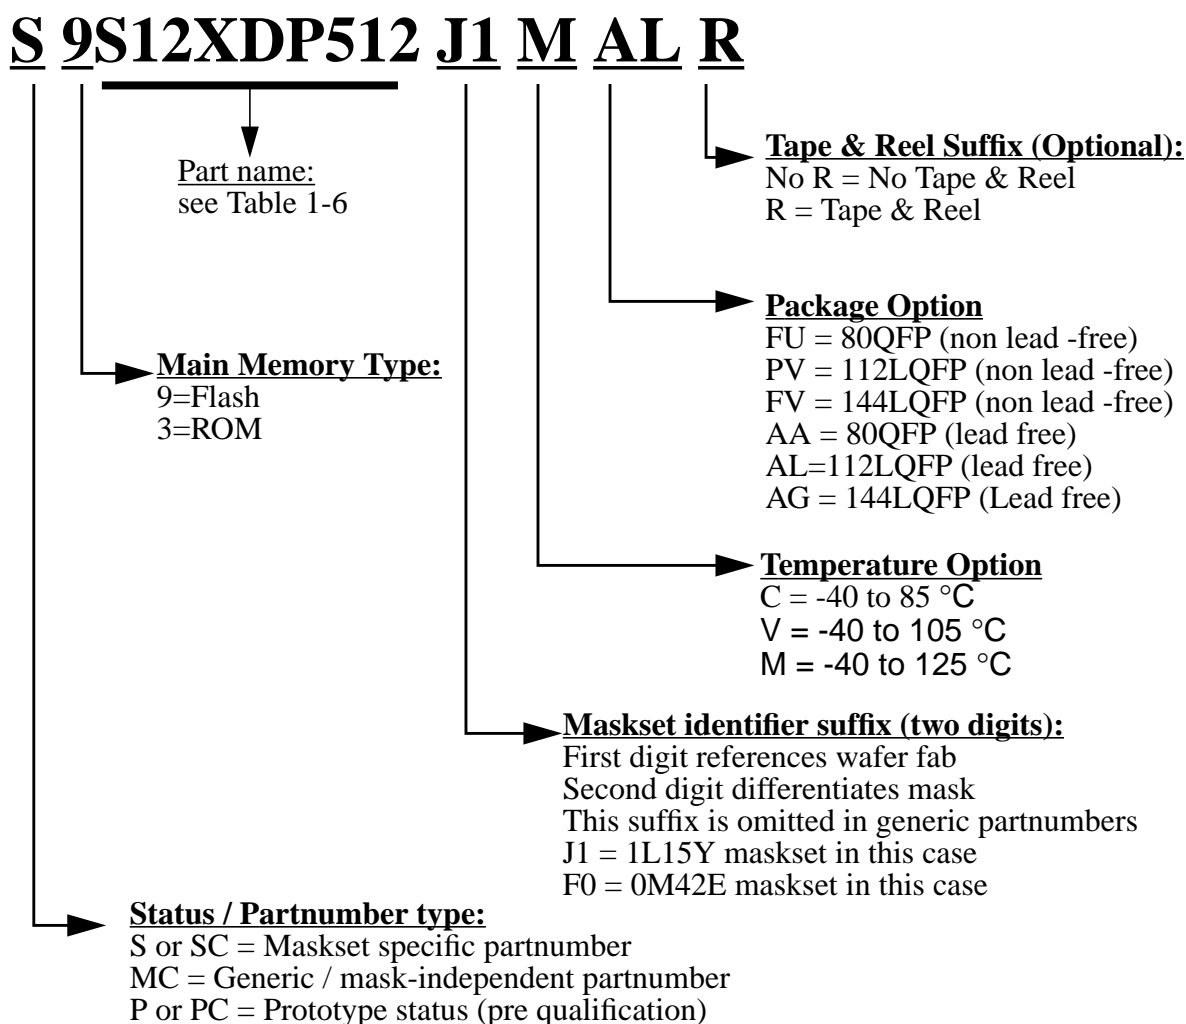 S 9S12XDP512 J1 M AL R
Tape & Reel Suffix (Optional):
No R = No Tape & Reel
R = Tape & Reel
Part name:
see Table 1-6
Package Option
FU = 80QFP (non lead -free)
PV = 112LQFP (non lead -free)
FV = 144LQFP (non lead -free)
AA = 80QFP (lead free)
AL=112LQFP (lead free)
AG = 144LQFP (Lead free)
Main Memory Type:
9=Flash
3=ROM
Temperature Option
C = -40 to 85 °C
V = -40 to 105 °C
M = -40 to 125 °C
Maskset identifier suffix (two digits):
First digit references wafer fab
Second digit differentiates mask
This suffix is omitted in generic partnumbers
J1 = 1L15Y maskset in this case
F0 = 0M42E maskset in this case
Status / Partnumber type:
S or SC = Maskset specific partnumber
MC = Generic / mask-independent partnumber
P or PC = Prototype status (pre qualification)